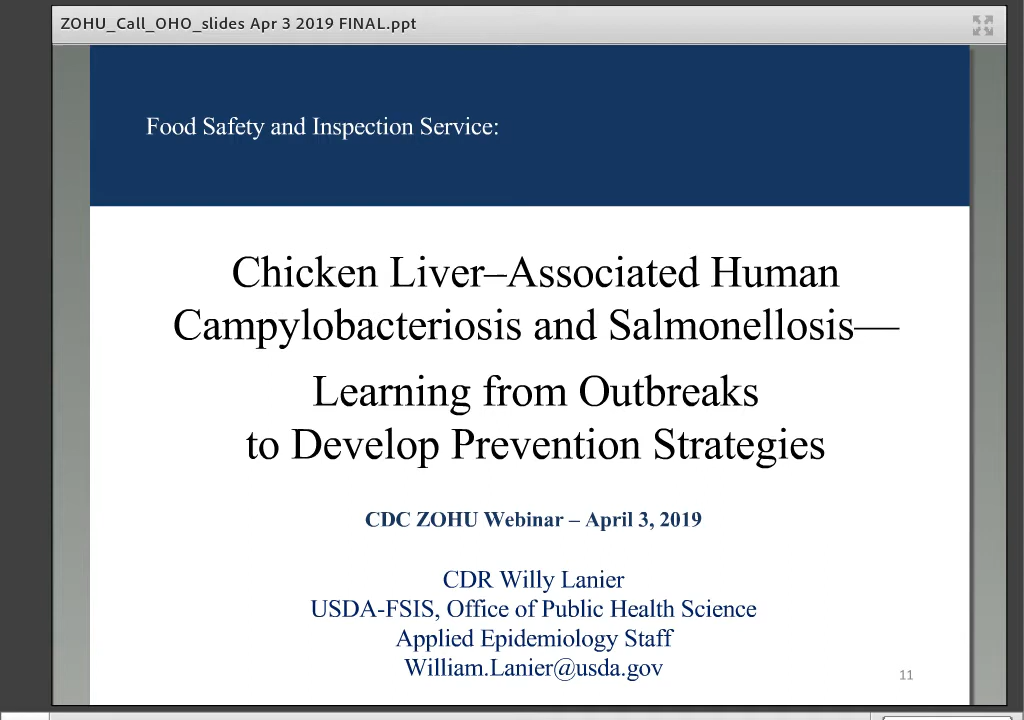 ZOHU_Call_OHO_slides Apr 3 2019 FINAL.ppt
Food Safety and Inspection Service:
Chicken Liver–Associated Human
Campylobacteriosis and Salmonellosis—
Learning from Outbreaks
to Develop Prevention Strategies
CDC ZOHU Webinar – April 3, 2019
CDR Willy Lanier
USDA-FSIS, Office of Public Health Science
Applied Epidemiology Staff
William.Lanier@usda.gov
11